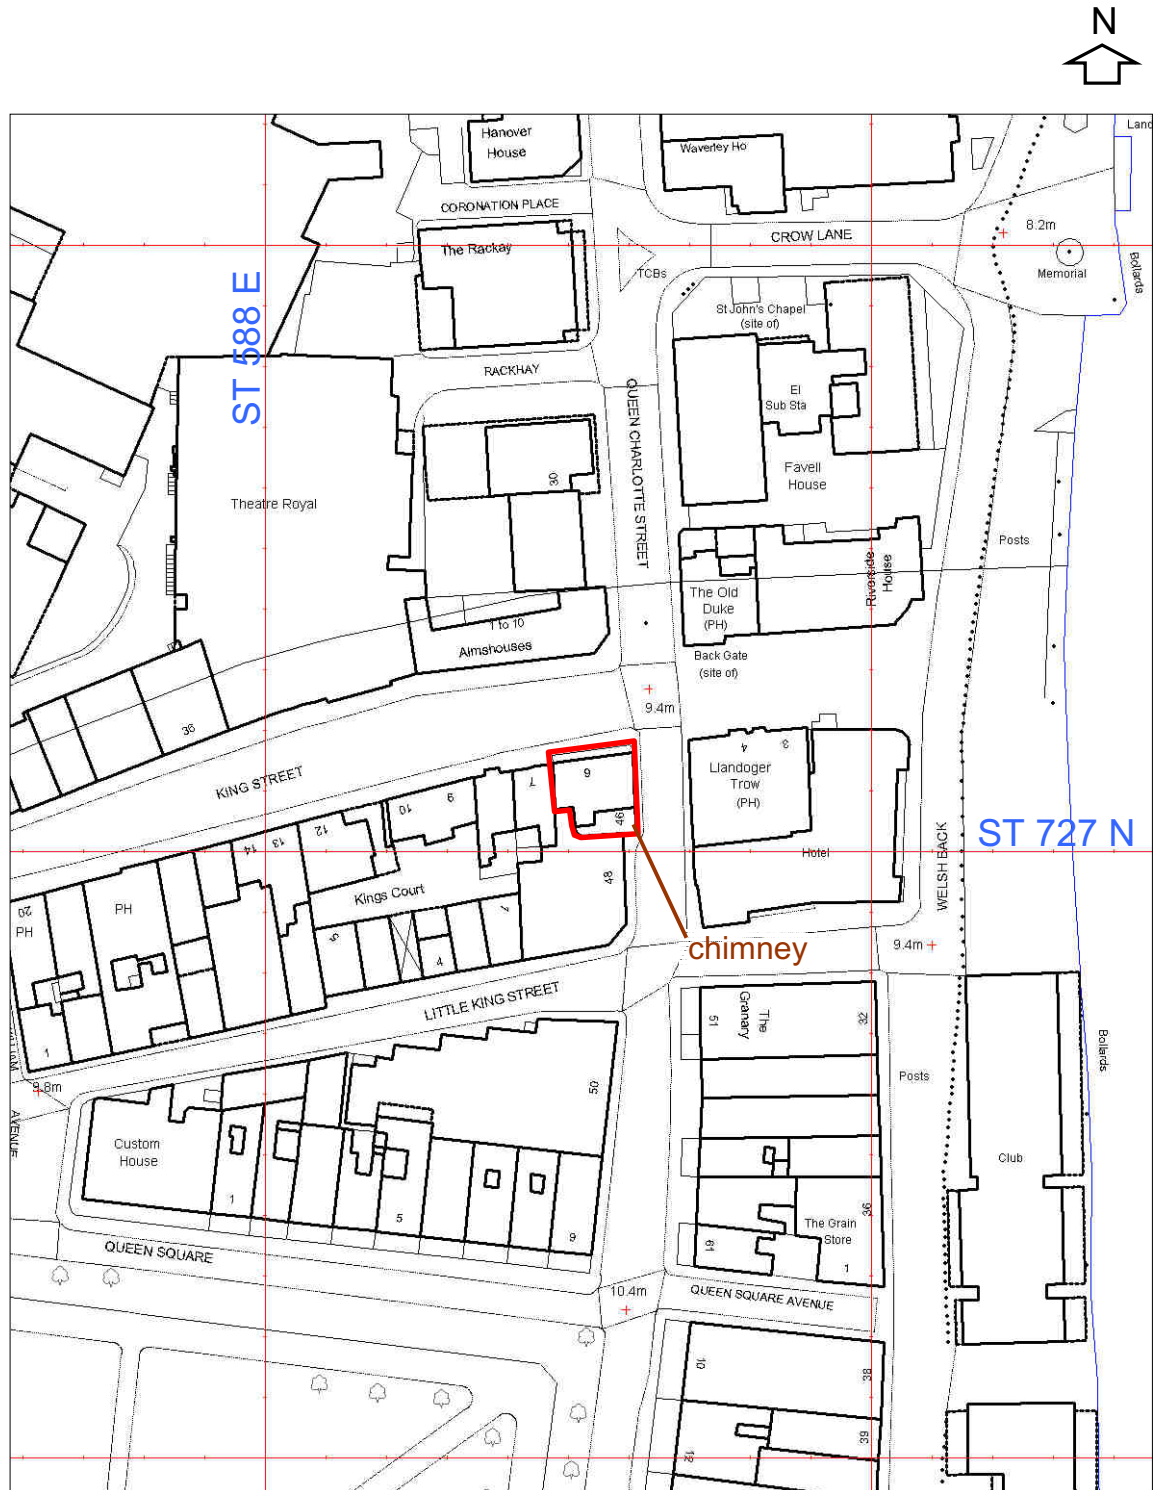 N
Hanover
House
Waverley Ho
Land
CORONATION PLACE
CROW LANE
8.2m
The Rackay
TCBs
Memorial
Bollards
ST 588 E
St John's Chapel
(site of)
RACKHAY
QUEEN CHARLOTTE STREET
El
Sub Sta
Favell
House
30
Theatre Royal
Posts
Riverside
House
The Old
Duke
(PH)
1 to 10
Almshouses
Back Gate
(site of)
36
9.4m
KING STREET
4
3
Llandoger
Trow
(PH)
6
7
9
10
12
13
14
46
ST 727 N
WELSH BACK
Hotel
48
Kings Court
20
PH
PH
5
4
1
chimney
9.4m
LITTLE KING STREET
51
The
Granary
32
1
9.8m
50
Posts
Bollards
AVENUE
Custom
House
Club
1
5
9
36
The Grain
Store
61
1
QUEEN SQUARE
10.4m
QUEEN SQUARE AVENUE
10
38
39
12